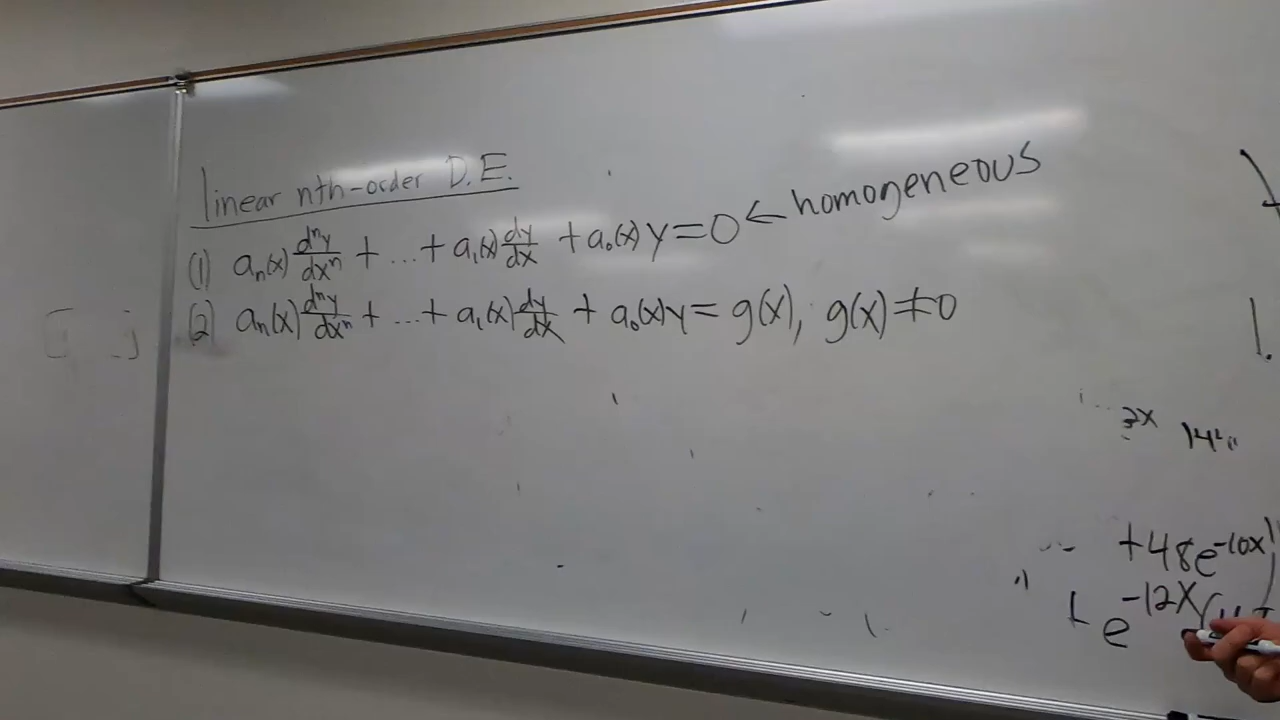 linear nth-order D.E.
(1) aₙ(x) dⁿy/dxⁿ + ... + a₁(x) dy/dx + a₀(x) y = 0 ← homogeneous
(2) aₙ(x) dⁿy/dxⁿ + ... + a₁(x) dy/dx + a₀(x) y = g(x), g(x) ≠ 0
+48e^-10x
e^-12x